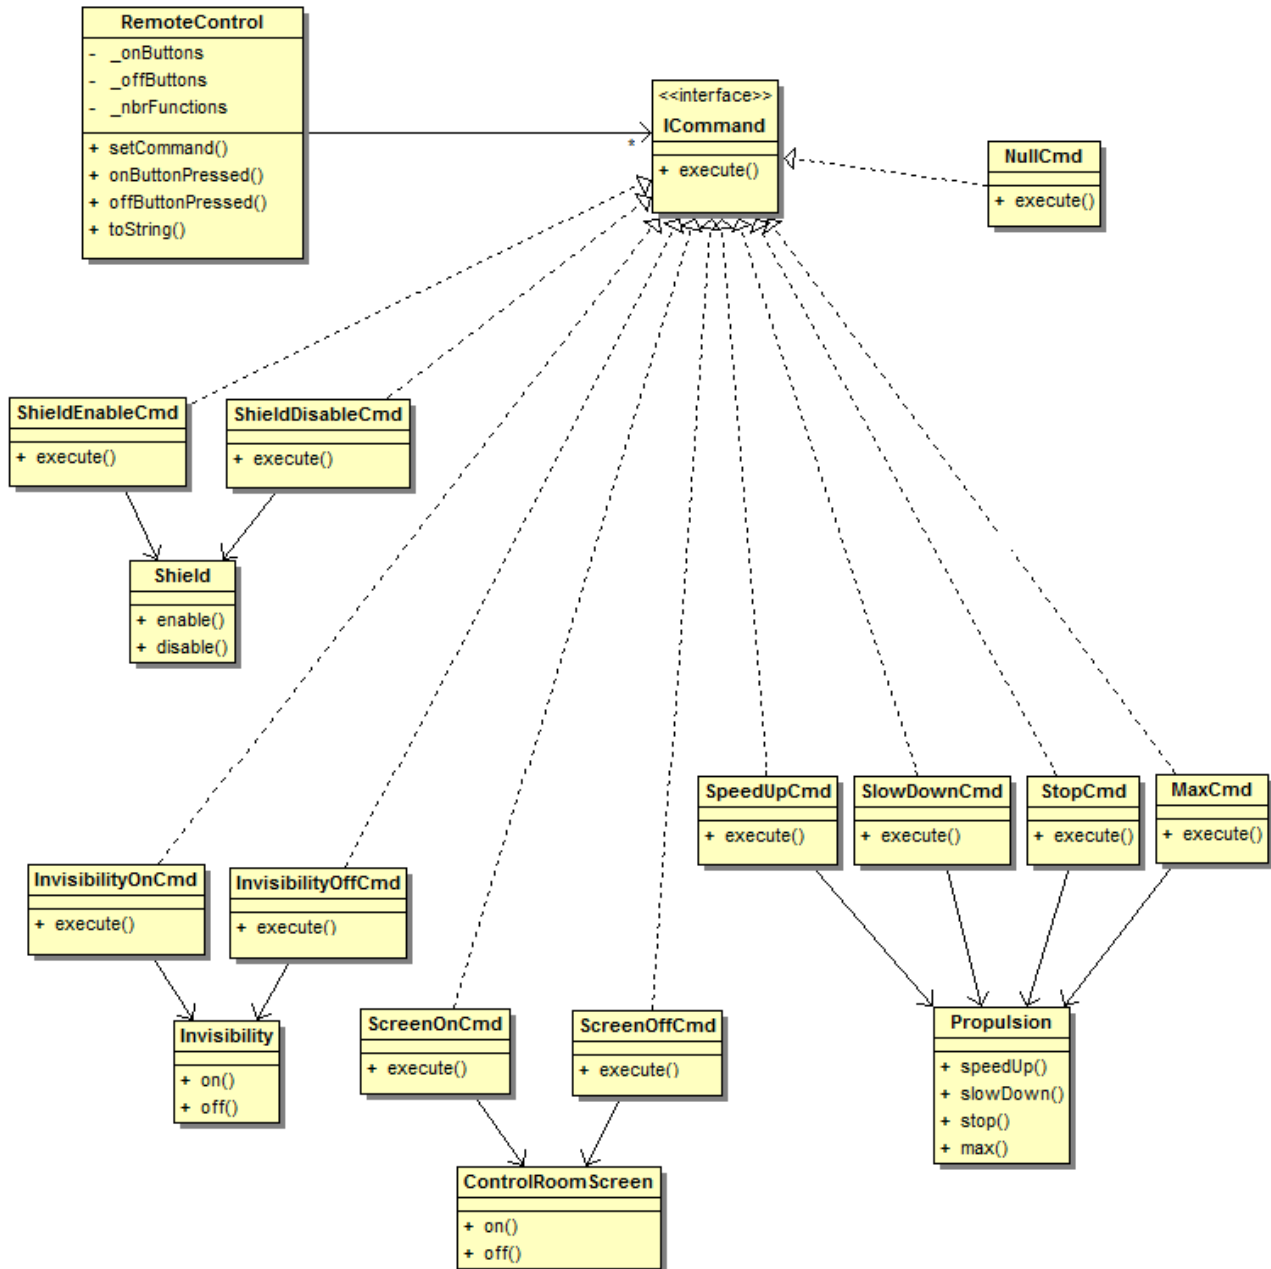 RemoteControl
- _onButtons
- _offButtons
- _nbrFunctions
+ setCommand()
+ onButtonPressed()
+ offButtonPressed()
+ toString()
<<interface>>
ICommand
+ execute()
*
NullCmd
+ execute()
ShieldEnableCmd
+ execute()
ShieldDisableCmd
+ execute()
Shield
+ enable()
+ disable()
SpeedUpCmd
+ execute()
SlowDownCmd
+ execute()
StopCmd
+ execute()
MaxCmd
+ execute()
InvisibilityOnCmd
+ execute()
InvisibilityOffCmd
+ execute()
Invisibility
+ on()
+ off()
ScreenOnCmd
+ execute()
ScreenOffCmd
+ execute()
Propulsion
+ speedUp()
+ slowDown()
+ stop()
+ max()
ControlRoomScreen
+ on()
+ off()